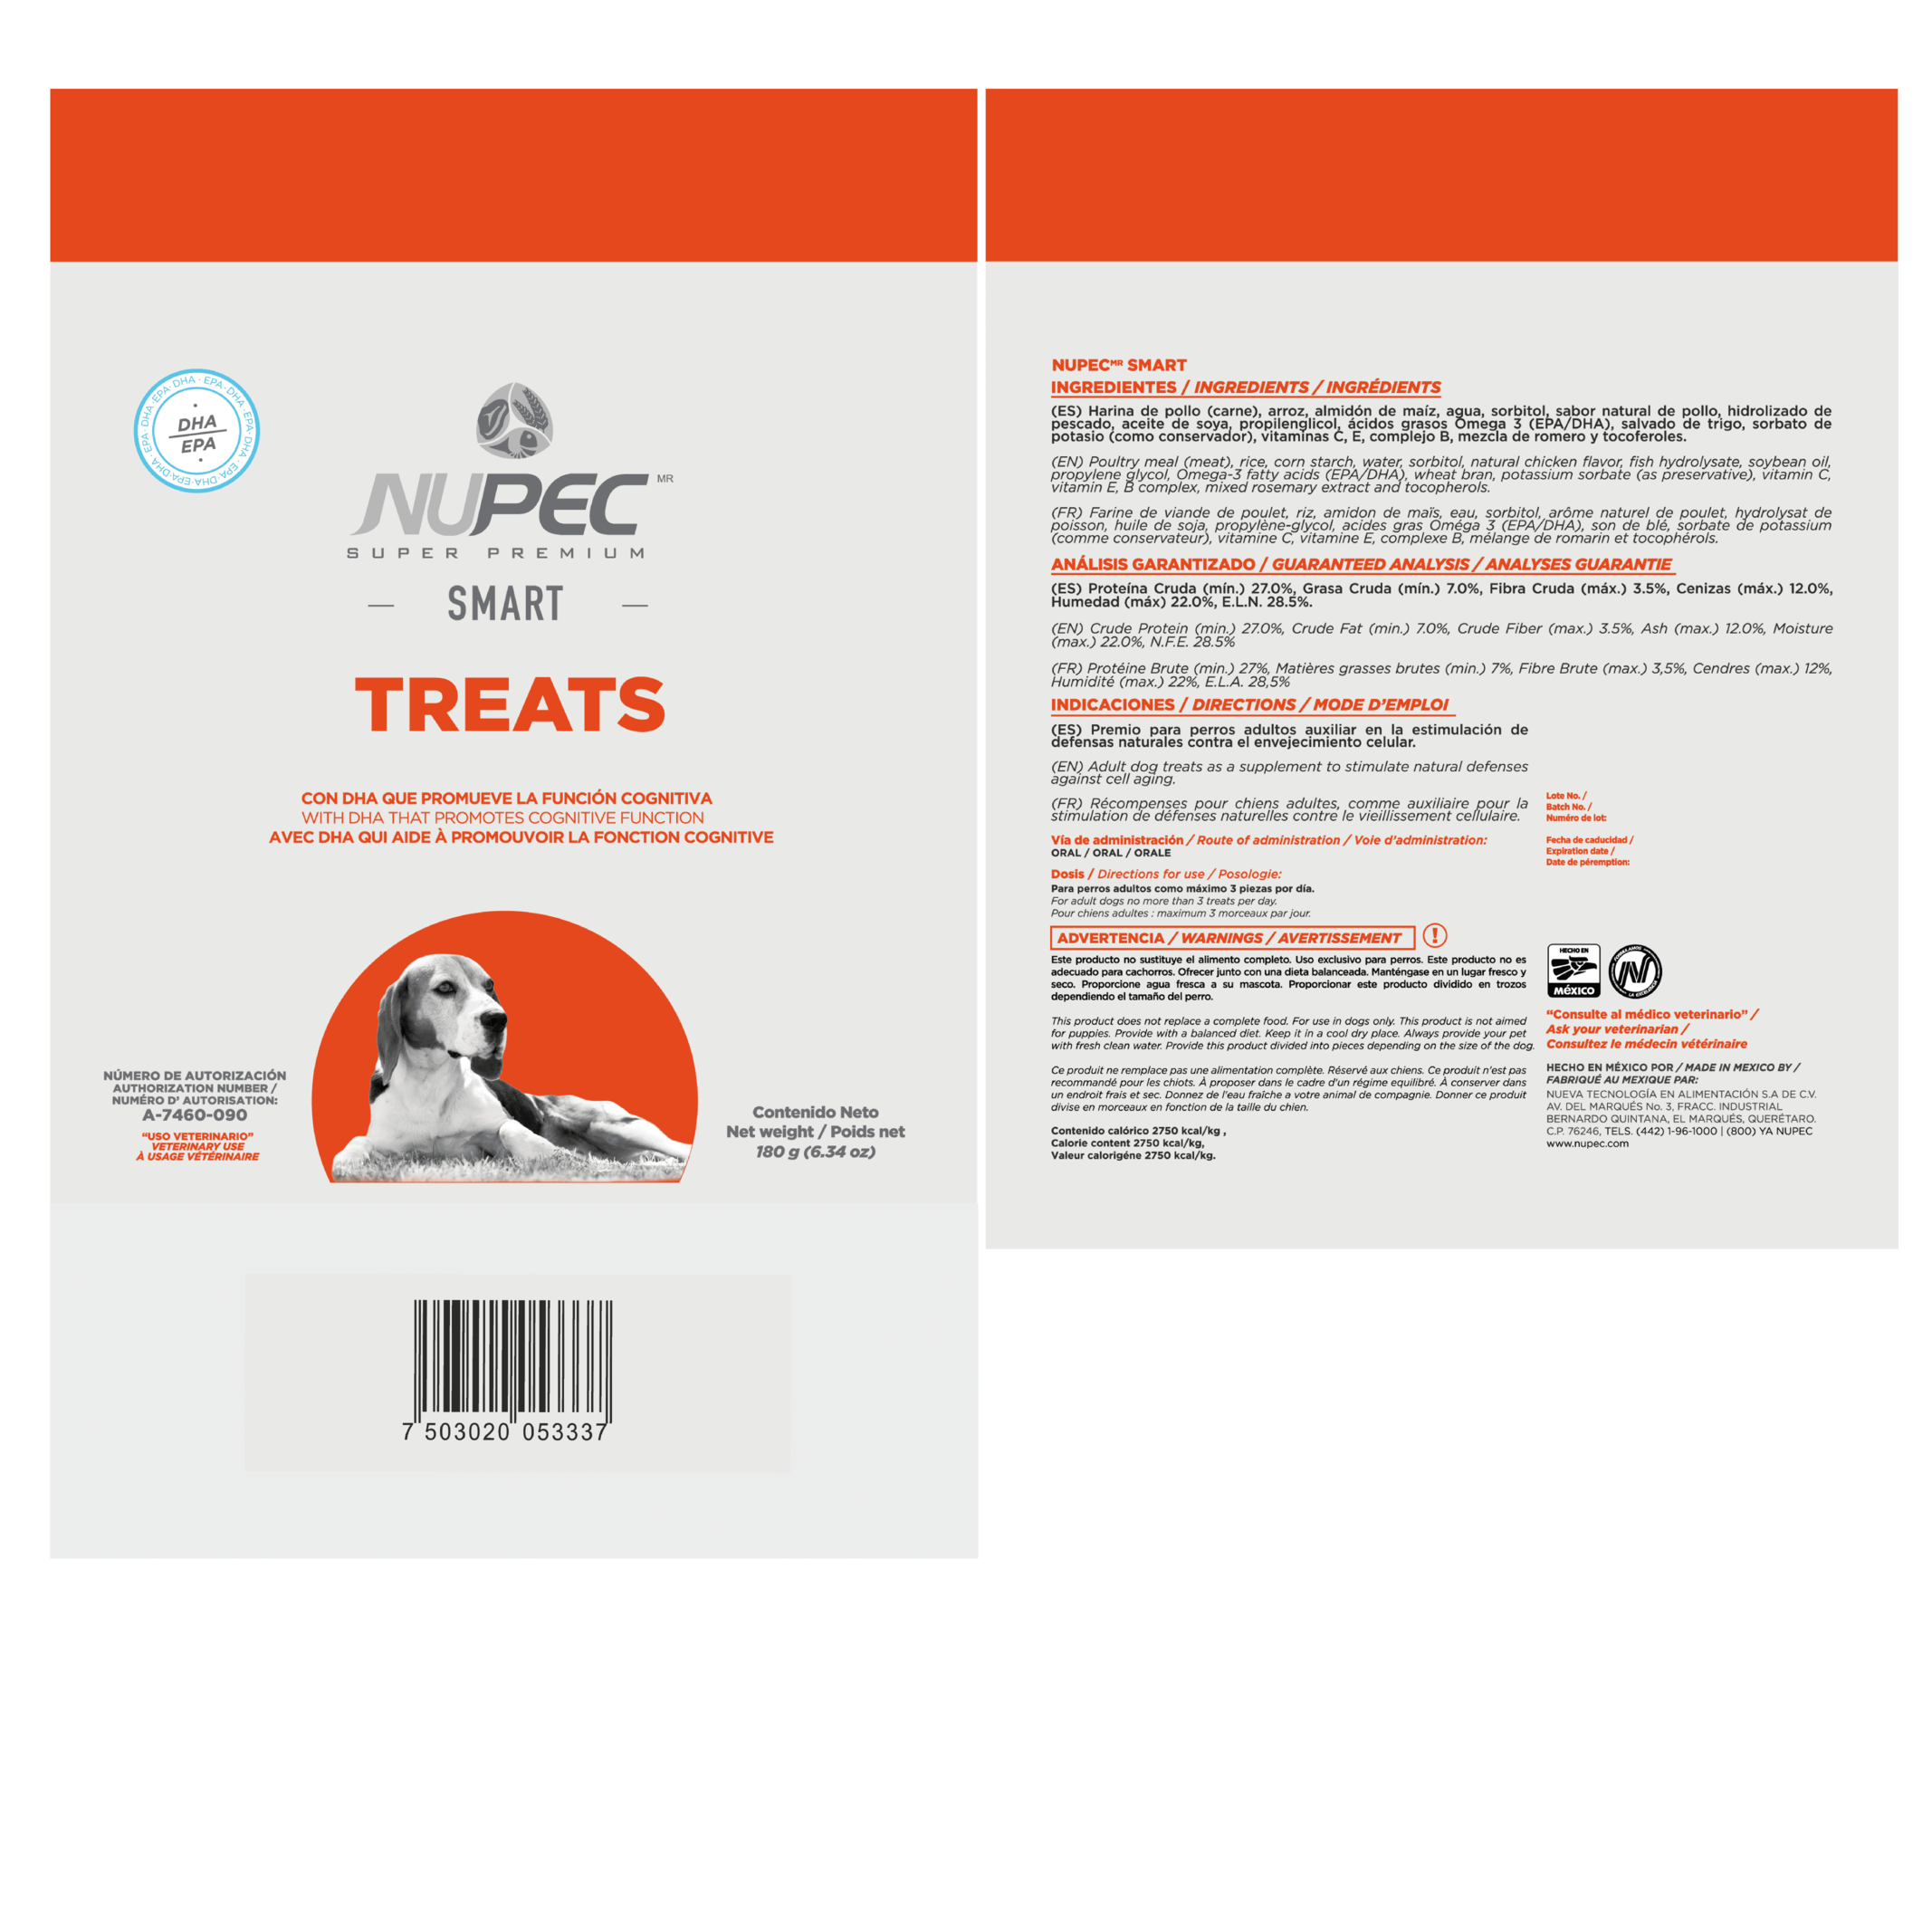 DHA · EPA · DHA · EPA · DHA · EPA · DHA · EPA · DHA · EPA · DHA · EPA
DHA
EPA
NUPEC MR
SUPER PREMIUM
SMART
TREATS
CON DHA QUE PROMUEVE LA FUNCIÓN COGNITIVA
WITH DHA THAT PROMOTES COGNITIVE FUNCTION
AVEC DHA QUI AIDE À PROMOUVOIR LA FONCTION COGNITIVE
NÚMERO DE AUTORIZACIÓN
AUTHORIZATION NUMBER /
NUMÉRO D' AUTORISATION:
A-7460-090
"USO VETERINARIO"
VETERINARY USE
À USAGE VÉTÉRINAIRE
Contenido Neto
Net weight / Poids net
180 g (6.34 oz)
7 503020 053337
NUPECMR SMART
INGREDIENTES / INGREDIENTS / INGRÉDIENTS
(ES) Harina de pollo (carne), arroz, almidón de maíz, agua, sorbitol, sabor natural de pollo, hidrolizado de
pescado, aceite de soya, propilenglicol, ácidos grasos Omega 3 (EPA/DHA), salvado de trigo, sorbato de
potasio (como conservador), vitaminas C, E, complejo B, mezcla de romero y tocoferoles.
(EN) Poultry meal (meat), rice, corn starch, water, sorbitol, natural chicken flavor, fish hydrolysate, soybean oil,
propylene glycol, Omega-3 fatty acids (EPA/DHA), wheat bran, potassium sorbate (as preservative), vitamin C,
vitamin E, B complex, mixed rosemary extract and tocopherols.
(FR) Farine de viande de poulet, riz, amidon de maïs, eau, sorbitol, arôme naturel de poulet, hydrolysat de
poisson, huile de soja, propylène-glycol, acides gras Oméga 3 (EPA/DHA), son de blé, sorbate de potassium
(comme conservateur), vitamine C, vitamine E, complexe B, mélange de romarin et tocophérols.
ANÁLISIS GARANTIZADO / GUARANTEED ANALYSIS / ANALYSES GUARANTIE
(ES) Proteína Cruda (mín.) 27.0%, Grasa Cruda (mín.) 7.0%, Fibra Cruda (máx.) 3.5%, Cenizas (máx.) 12.0%,
Humedad (máx) 22.0%, E.L.N. 28.5%.
(EN) Crude Protein (min.) 27.0%, Crude Fat (min.) 7.0%, Crude Fiber (max.) 3.5%, Ash (max.) 12.0%, Moisture
(max.) 22.0%, N.F.E. 28.5%
(FR) Protéine Brute (min.) 27%, Matières grasses brutes (min.) 7%, Fibre Brute (max.) 3,5%, Cendres (max.) 12%,
Humidité (max.) 22%, E.L.A. 28,5%
INDICACIONES / DIRECTIONS / MODE D'EMPLOI
(ES) Premio para perros adultos auxiliar en la estimulación de
defensas naturales contra el envejecimiento celular.
(EN) Adult dog treats as a supplement to stimulate natural defenses
against cell aging.
(FR) Récompenses pour chiens adultes, comme auxiliaire pour la
stimulation de défenses naturelles contre le vieillissement cellulaire.
Vía de administración / Route of administration / Voie d'administration:
ORAL / ORAL / ORALE
Dosis / Directions for use / Posologie:
Para perros adultos como máximo 3 piezas por día.
For adult dogs no more than 3 treats per day.
Pour chiens adultes : maximum 3 morceaux par jour.
ADVERTENCIA / WARNINGS / AVERTISSEMENT !
Este producto no sustituye el alimento completo. Uso exclusivo para perros. Este producto no es
adecuado para cachorros. Ofrecer junto con una dieta balanceada. Manténgase en un lugar fresco y
seco. Proporcione agua fresca a su mascota. Proporcionar este producto dividido en trozos
dependiendo el tamaño del perro.
This product does not replace a complete food. For use in dogs only. This product is not aimed
for puppies. Provide with a balanced diet. Keep it in a cool dry place. Always provide your pet
with fresh clean water. Provide this product divided into pieces depending on the size of the dog.
Ce produit ne remplace pas une alimentation complète. Réservé aux chiens. Ce produit n'est pas
recommandé pour les chiots. À proposer dans le cadre d'un régime equilibré. À conserver dans
un endroit frais et sec. Donnez de l'eau fraîche a votre animal de compagnie. Donner ce produit
divise en morceaux en fonction de la taille du chien.
Contenido calórico 2750 kcal/kg ,
Calorie content 2750 kcal/kg,
Valeur calorigéne 2750 kcal/kg.
Lote No. /
Batch No. /
Numéro de lot:
Fecha de caducidad /
Expiration date /
Date de péremption:
HECHO EN
MÉXICO
"Consulte al médico veterinario" /
Ask your veterinarian /
Consultez le médecin vétérinaire
HECHO EN MÉXICO POR / MADE IN MEXICO BY /
FABRIQUÉ AU MEXIQUE PAR:
NUEVA TECNOLOGÍA EN ALIMENTACIÓN S.A DE C.V.
AV. DEL MARQUÉS No. 3, FRACC. INDUSTRIAL
BERNARDO QUINTANA, EL MARQUÉS, QUERÉTARO.
C.P. 76246, TELS. (442) 1-96-1000 | (800) YA NUPEC
www.nupec.com